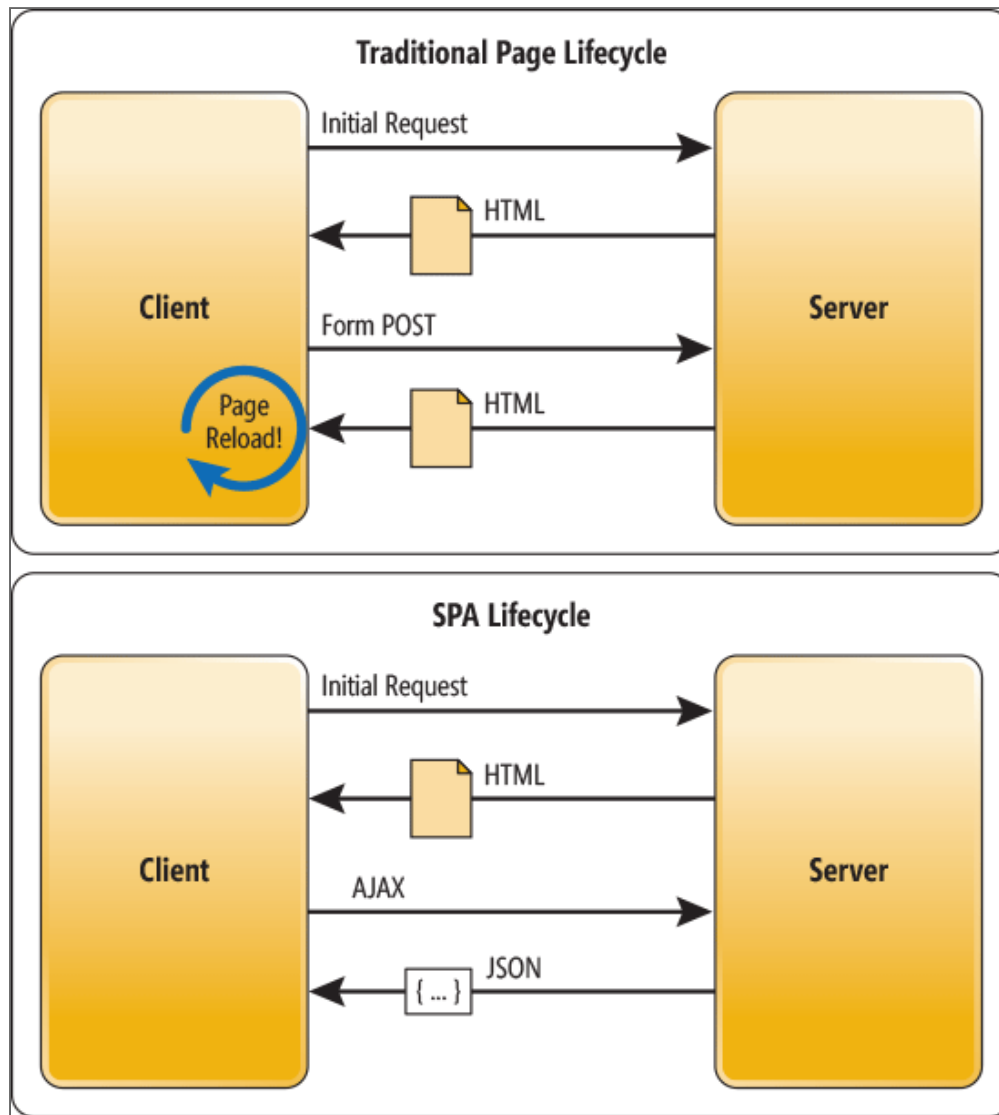 Traditional Page Lifecycle
Initial Request
HTML
Client
Server
Form POST
HTML
Page
Reload!
SPA Lifecycle
Initial Request
HTML
Client
Server
AJAX
JSON
{ ... }